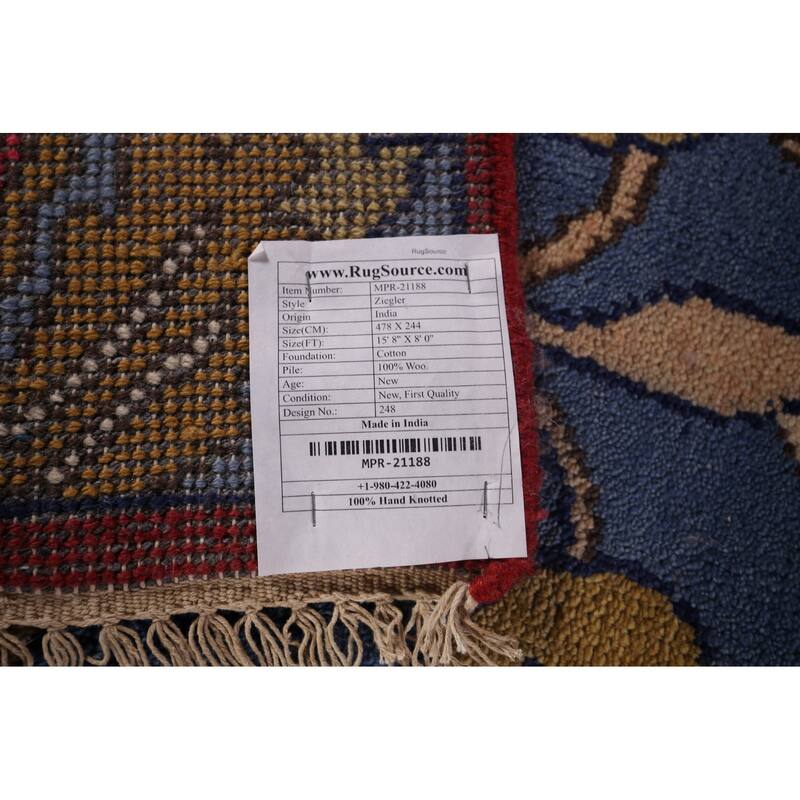 RugSource
www.RugSource.com
Item Number: MPR-21188
Style Ziegler
Origin India
Size(CM): 478 X 244
Size(FT): 15' 8" X 8' 0"
Foundation: Cotton
Pile: 100% Woo.
Age: New
Condition: New, First Quality
Design No.: 248
Made in India
MPR-21188
+1-980-422-4080
100% Hand Knotted